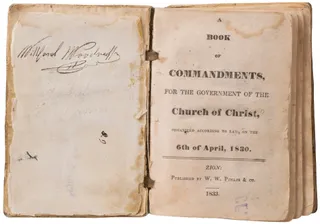 Wilford Woodruff
A
BOOK
OF
COMMANDMENTS,
FOR THE GOVERNMENT OF THE
Church of Christ,
ORGANIZED ACCORDING TO LAW, ON THE
6th of April, 1830.
ZION:
PUBLISHED BY W. W. PHELPS & CO.
1833.